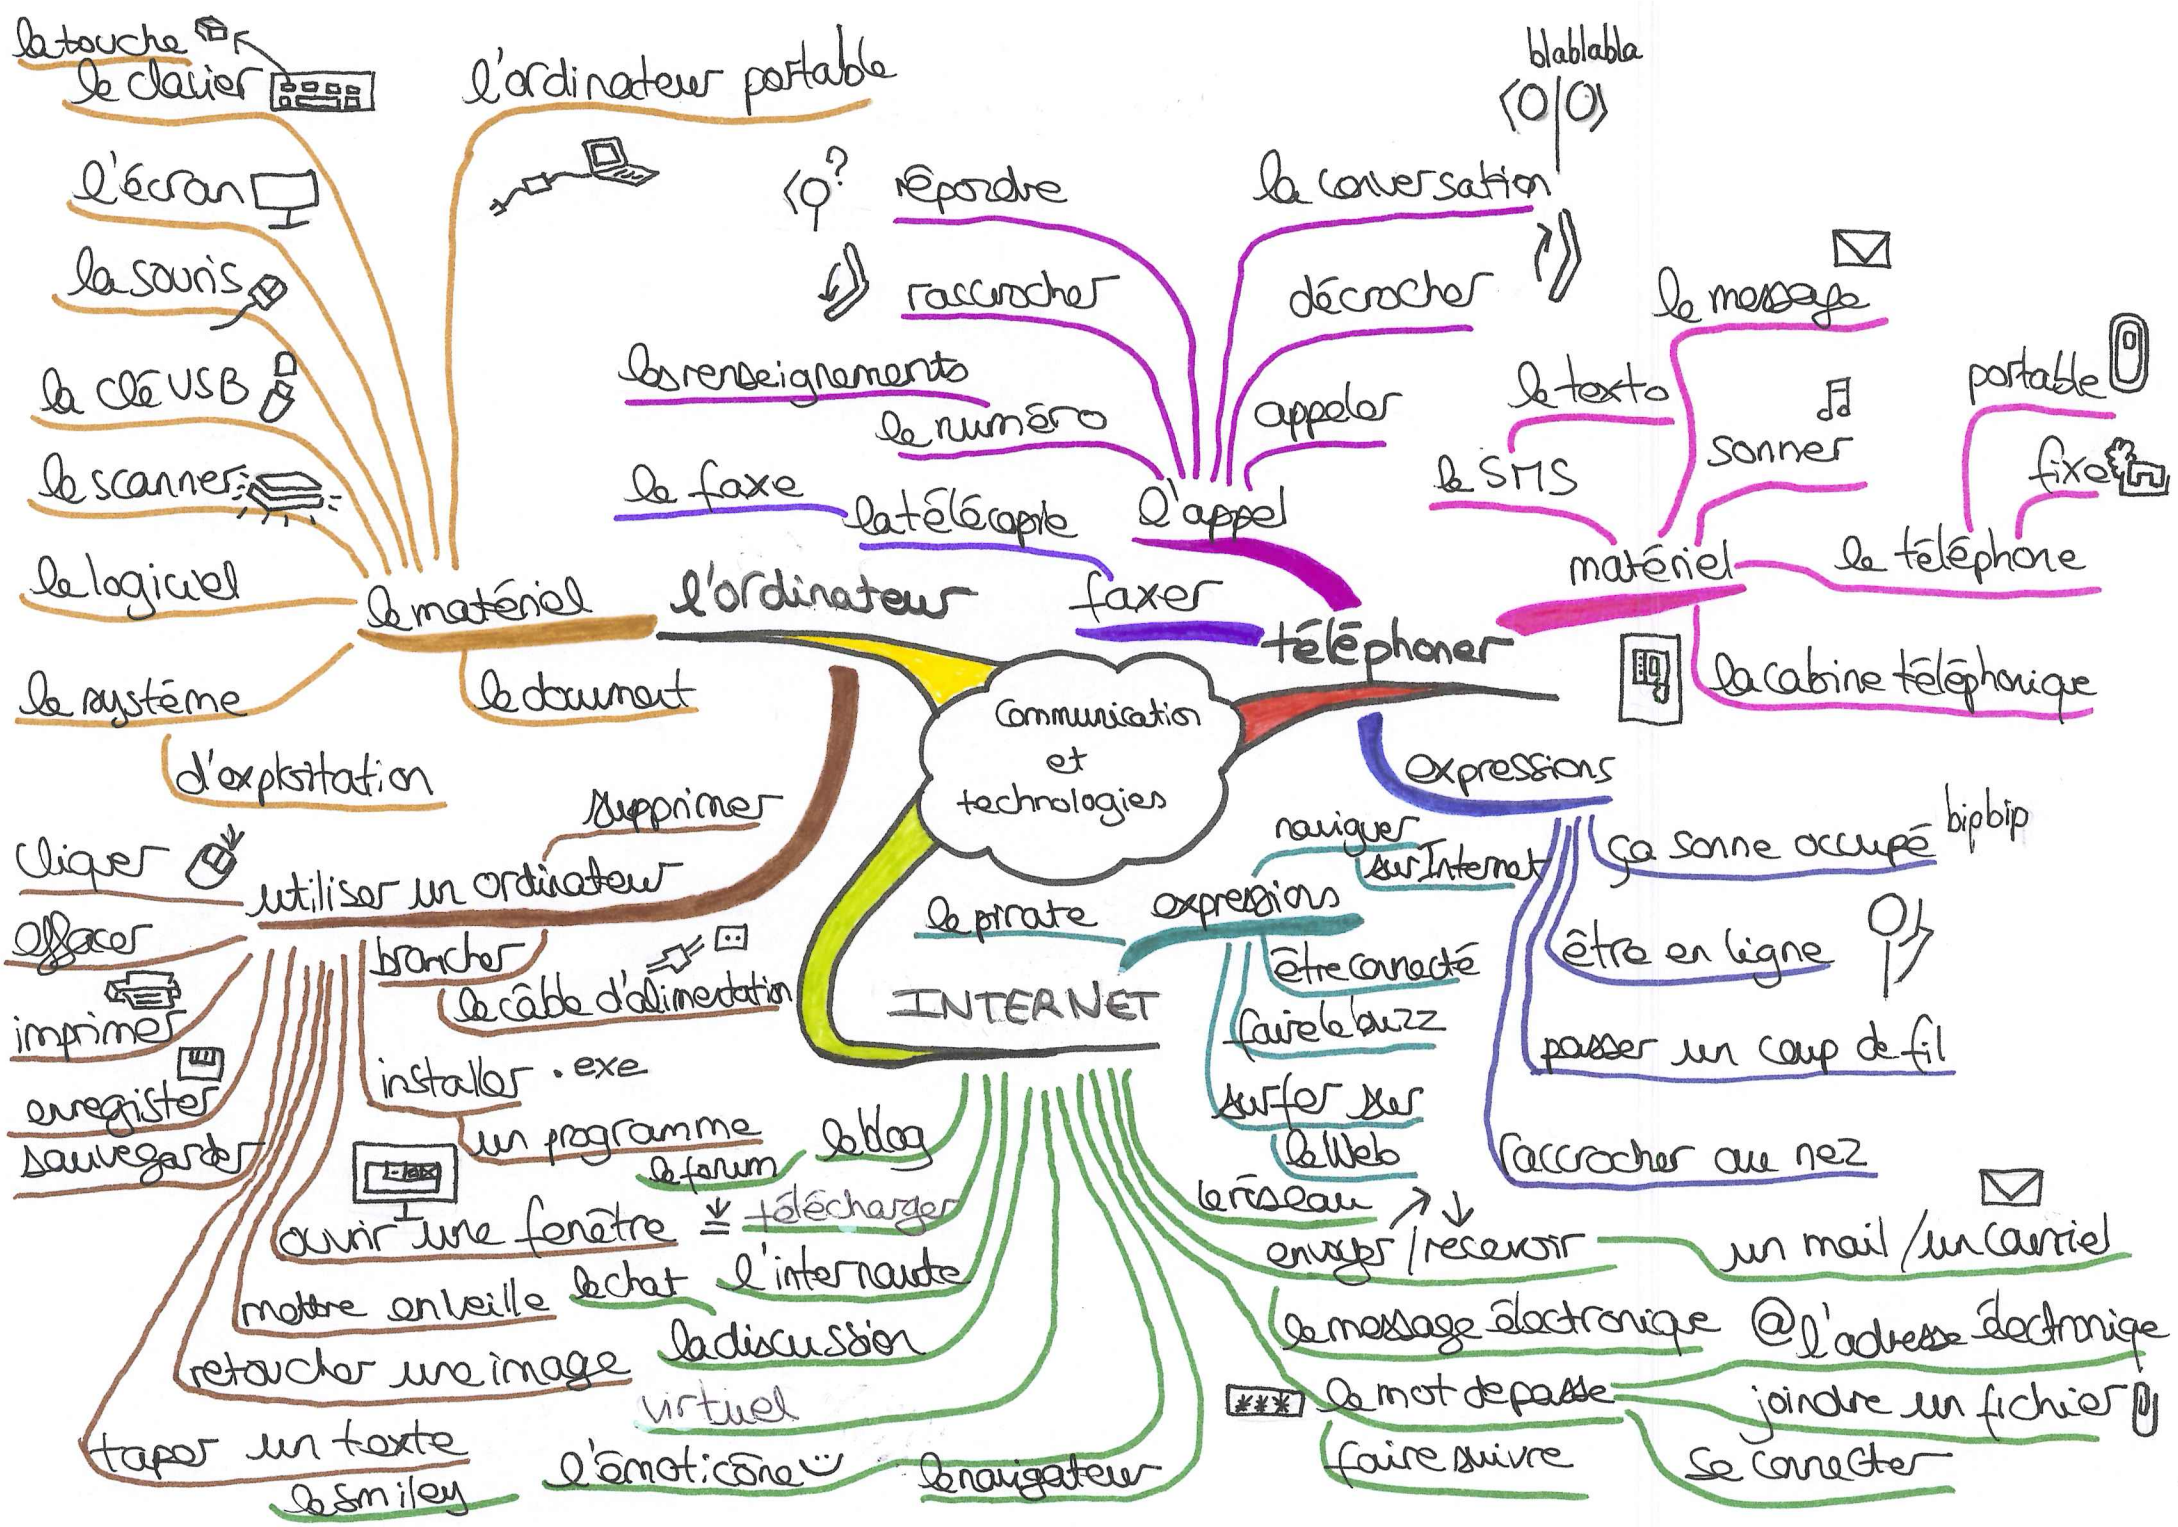 Communication
et
technologies
l'ordinateur
le matériel
la touche
le clavier
l'écran
la souris
la clé USB
le scanner
le logiciel
le système
d'exploitation
le document
l'ordinateur portable
utiliser un ordinateur
supprimer
cliquer
effacer
imprimer
enregister
sauvegarder
brancher
le câble d'alimentation
installer .exe
un programme
ouvrir une fenêtre
mettre en veille
retoucher une image
taper un texte
téléphoner
l'appel
répondre
raccrocher
les renseignements
le numéro
la conversation
blablabla
décrocher
appeler
faxer
la télécopie
le faxe
matériel
le SMS
le texto
le message
sonner
le téléphone
portable
fixe
la cabine téléphonique
expressions
ça sonne occupé
bipbip
être en ligne
passer un coup de fil
raccrocher au nez
INTERNET
expressions
le pirate
naviguer
sur Internet
être connecté
faire le buzz
surfer sur
le Web
le blog
le forum
télécharger
l'internaute
la discussion
le chat
virtuel
l'émoticône
le smiley
le navigateur
le réseau
envoyer / recevoir
un mail / un courriel
le message électronique
@ l'adresse électroniqe
*** le mot de passe
joindre un fichier
faire suivre
se connecter